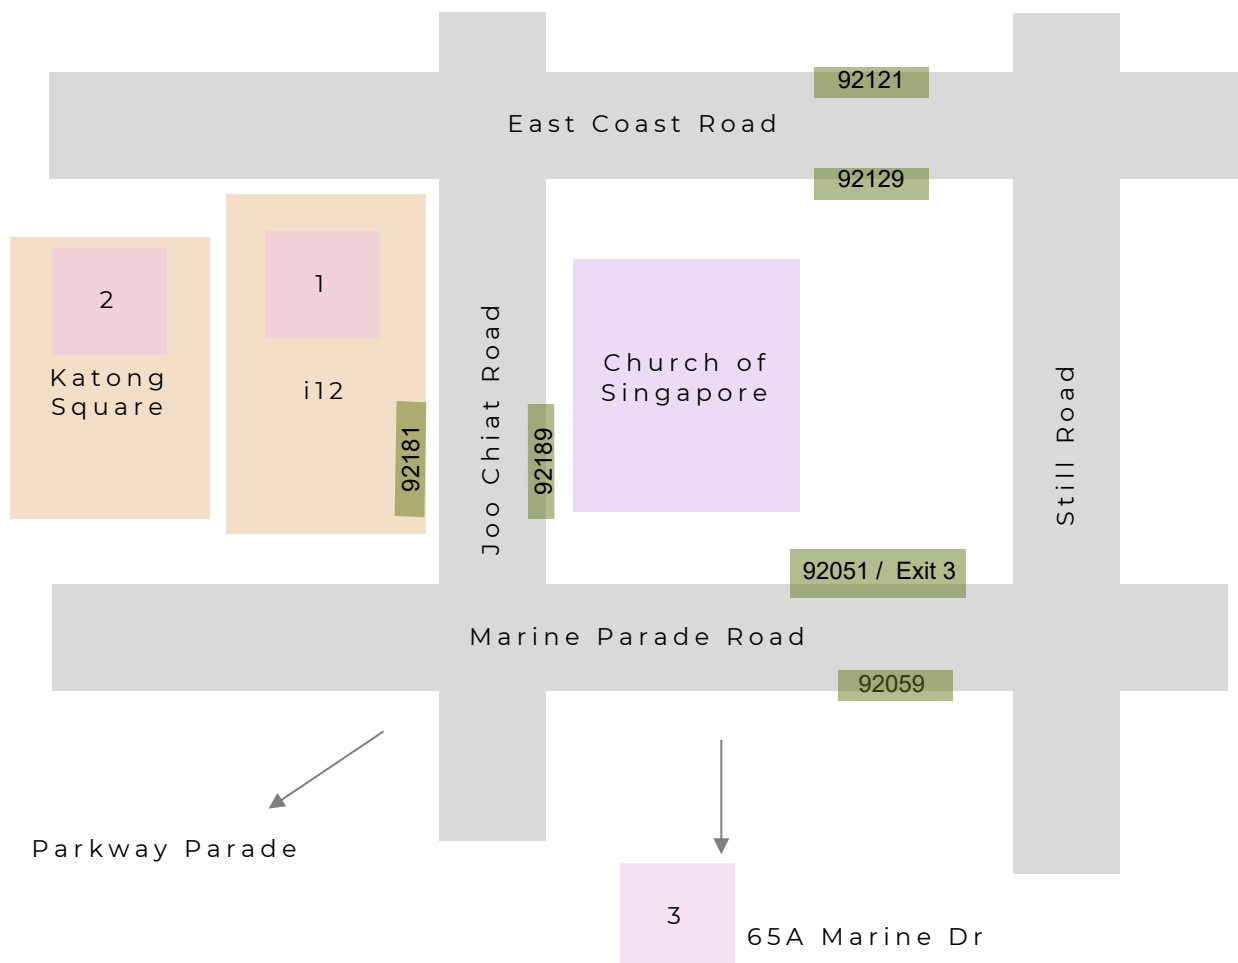 92121
East Coast Road
92129
2
1
Katong
Square
i12
92181
Joo Chiat Road
92189
Church of
Singapore
Still Road
92051 / Exit 3
Marine Parade Road
92059
Parkway Parade
3
65A Marine Dr